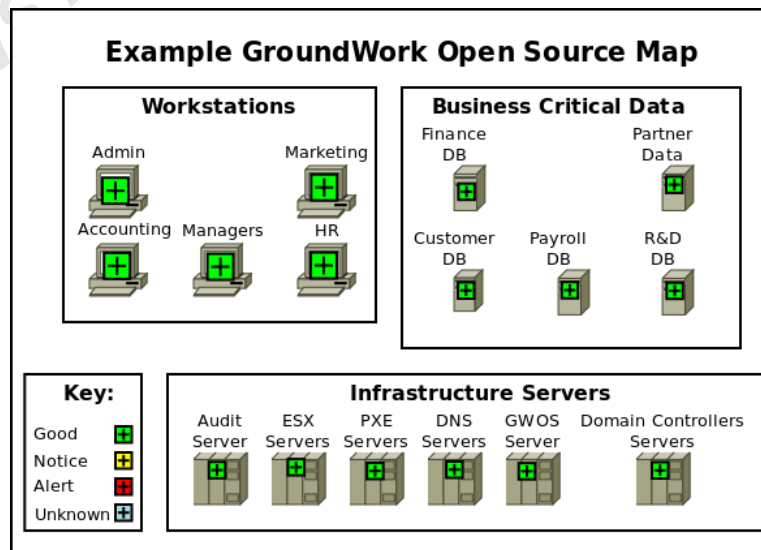 Example GroundWork Open Source Map
Workstations
Admin
Marketing
Accounting
Managers
HR
Business Critical Data
Finance
DB
Partner
Data
Customer
DB
Payroll
DB
R&D
DB
Key:
Good
Notice
Alert
Unknown
Infrastructure Servers
Audit
Server
ESX
Servers
PXE
Servers
DNS
Servers
GWOS
Server
Domain Controllers
Servers